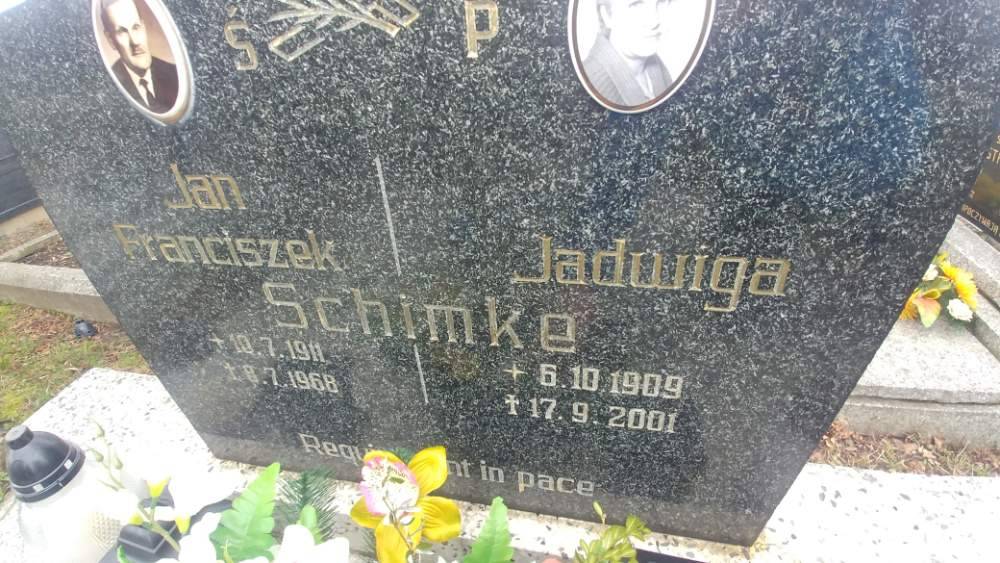 Ś P
Jan
Franciszek
Jadwiga
Schimke
+ 10.7.1911
† 8.7.1968
+ 6.10.1909
† 17.9.2001
in pace